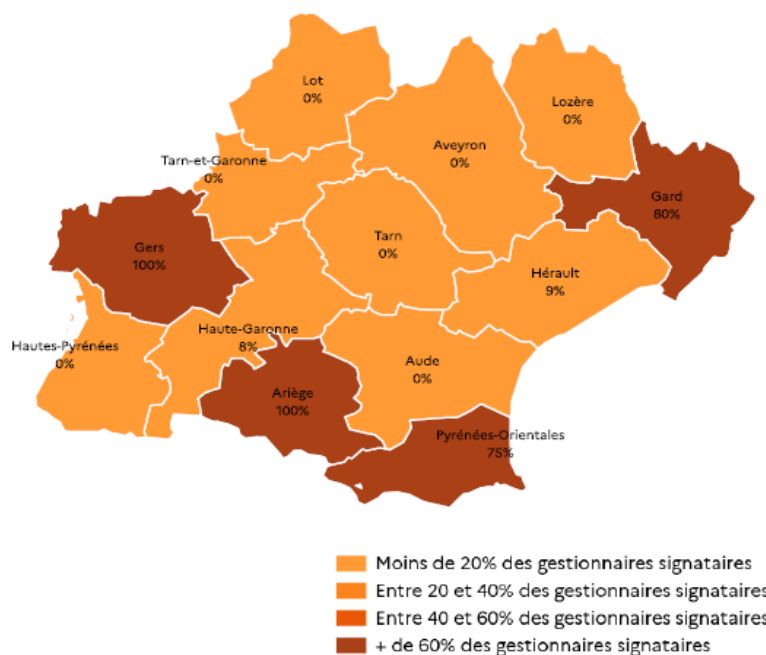 Lot
0%
Lozère
0%
Aveyron
0%
Tarn-et-Garonne
0%
Gard
80%
Gers
100%
Tarn
0%
Hérault
9%
Haute-Garonne
8%
Hautes-Pyrénées
0%
Aude
0%
Ariège
100%
Pyrénées-Orientales
75%
Moins de 20% des gestionnaires signataires
Entre 20 et 40% des gestionnaires signataires
Entre 40 et 60% des gestionnaires signataires
+ de 60% des gestionnaires signataires